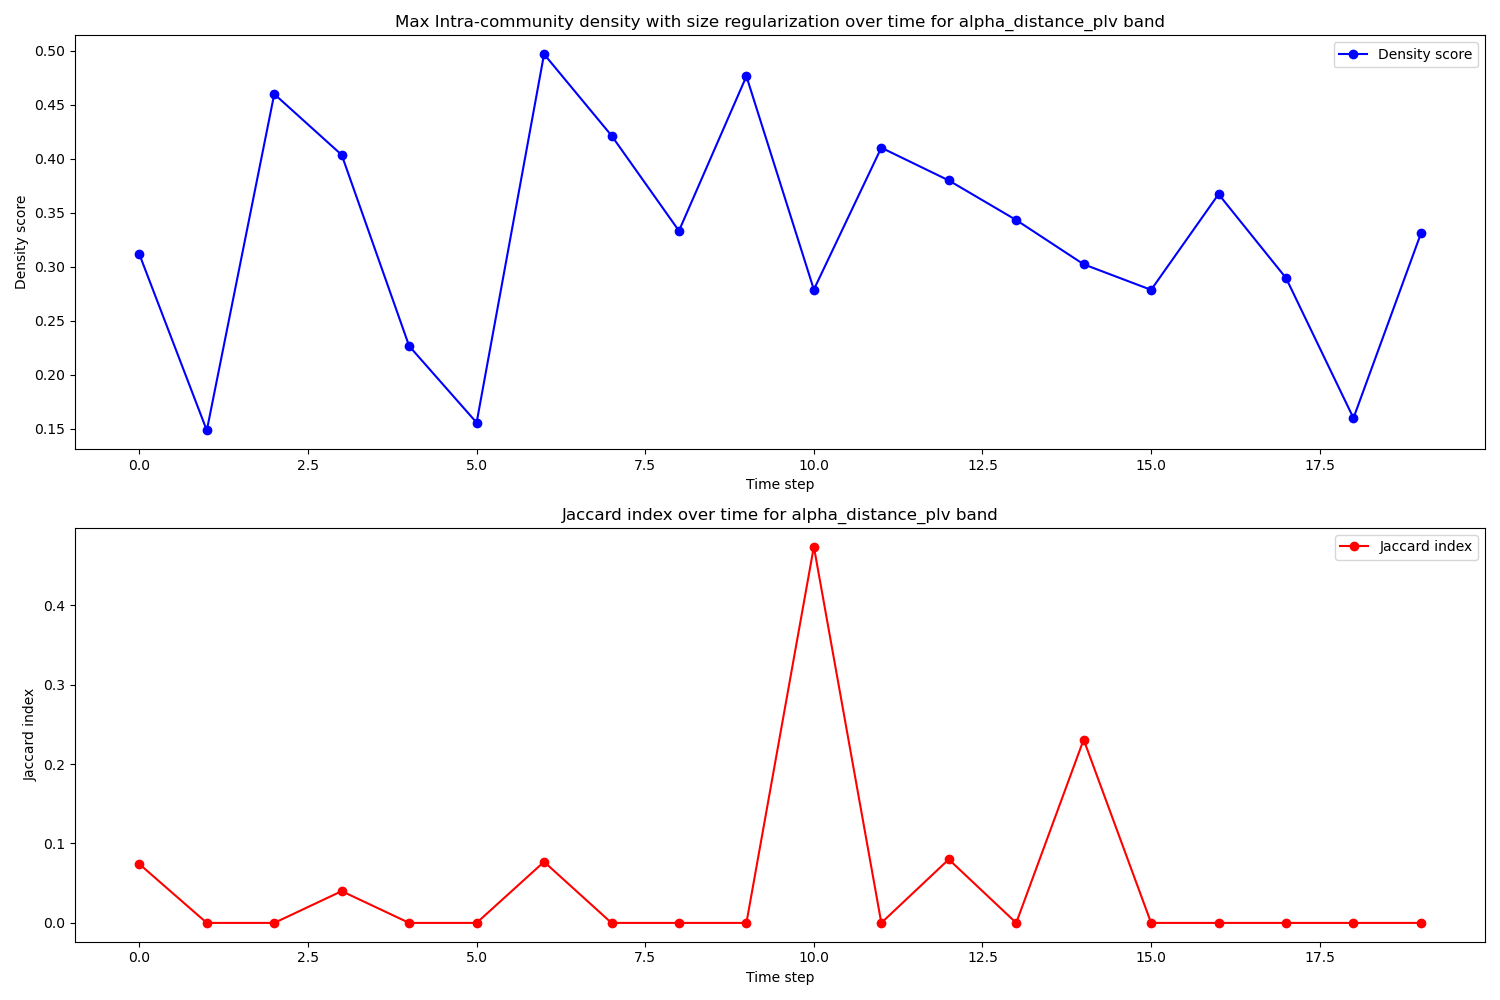 Max Intra-community density with size regularization over time for alpha_distance_plv band
Density score
0.50
0.45
0.40
0.35
0.30
0.25
0.20
0.15
Density score
0.0 2.5 5.0 7.5 10.0 12.5 15.0 17.5
Time step
Jaccard index over time for alpha_distance_plv band
Jaccard index
0.4
0.3
0.2
0.1
0.0
Jaccard index
0.0 2.5 5.0 7.5 10.0 12.5 15.0 17.5
Time step